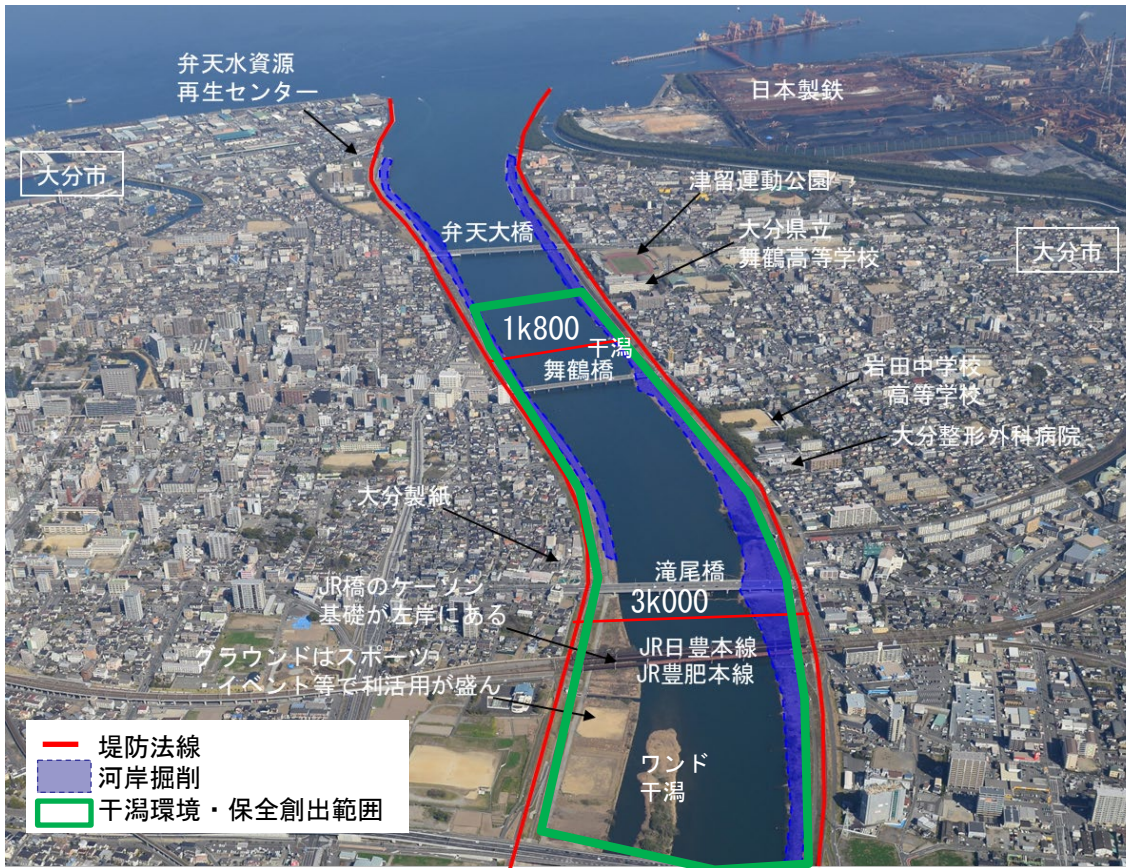 弁天水資源
再生センター
日本製鉄
大分市
津留運動公園
大分県立
舞鶴高等学校
弁天大橋
大分市
1k800
干潟
舞鶴橋
岩田中学校
高等学校
大分整形外科病院
大分製紙
滝尾橋
JR橋のケーソン
基礎が左岸にある
3k000
JR日豊本線
JR豊肥本線
グラウンドはスポーツ
・イベント等で利活用が盛ん
ワンド
干潟
堤防法線
河岸掘削
干潟環境・保全創出範囲